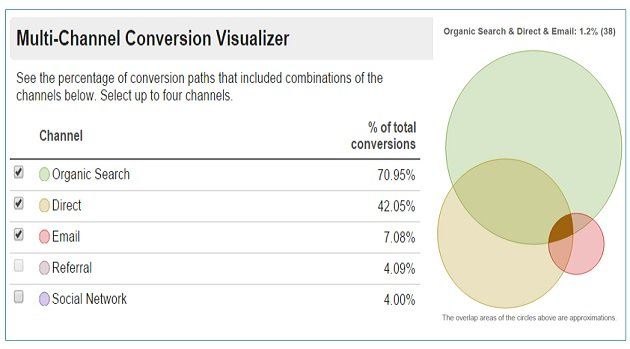 Multi-Channel Conversion Visualizer
Organic Search & Direct & Email: 1.2% (38)
See the percentage of conversion paths that included combinations of the
channels below. Select up to four channels.
Channel
% of total
conversions
Organic Search 70.95%
Direct 42.05%
Email 7.08%
Referral 4.09%
Social Network 4.00%
The overlap areas of the circles above are approximations